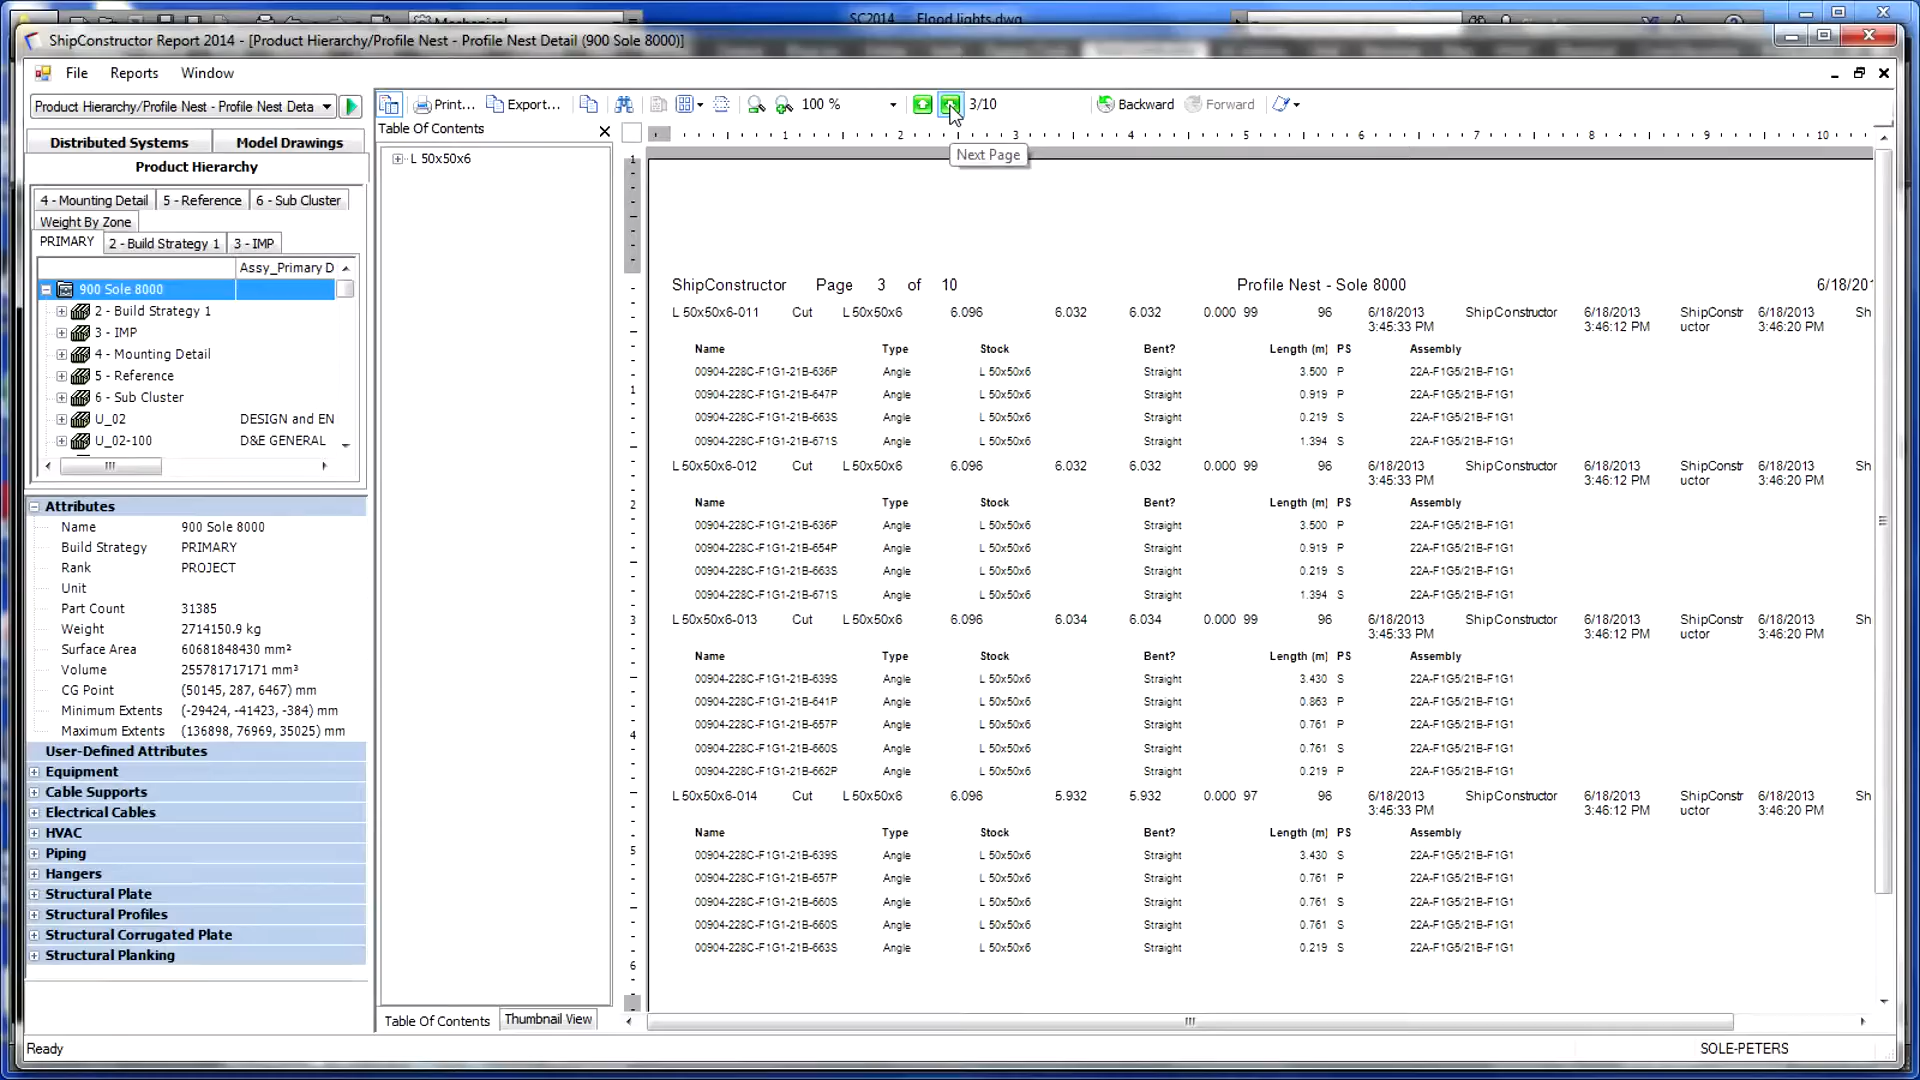 SC2014 Flood lights.dwg
Mechanical
ShipConstructor Report 2014 - [Product Hierarchy/Profile Nest - Profile Nest Detail (900 Sole 8000)]
File Reports Window
Product Hierarchy/Profile Nest - Profile Nest Deta
Print... Export... 100 % 3/10 Backward Forward
Next Page
Distributed Systems Model Drawings
Product Hierarchy
4 - Mounting Detail 5 - Reference 6 - Sub Cluster
Weight By Zone
PRIMARY 2 - Build Strategy 1 3 - IMP
Assy_Primary D
900 Sole 8000
2 - Build Strategy 1
3 - IMP
4 - Mounting Detail
5 - Reference
6 - Sub Cluster
U_02 DESIGN and EN
U_02-100 D&E GENERAL
Attributes
Name 900 Sole 8000
Build Strategy PRIMARY
Rank PROJECT
Unit
Part Count 31385
Weight 2714150.9 kg
Surface Area 60681848430 mm²
Volume 255781717171 mm³
CG Point (50145, 287, 6467) mm
Minimum Extents (-29424, -41423, -384) mm
Maximum Extents (136898, 76969, 35025) mm
User-Defined Attributes
Equipment
Cable Supports
Electrical Cables
HVAC
Piping
Hangers
Structural Plate
Structural Profiles
Structural Corrugated Plate
Structural Planking
Table Of Contents
L 50x50x6
Table Of Contents Thumbnail View
1 2 3 4 5 6 7 8 9 10
1
1
2
3
4
5
6
ShipConstructor Page 3 of 10 Profile Nest - Sole 8000 6/18/201
L 50x50x6-011 Cut L 50x50x6 6.096 6.032 6.032 0.000 99 96 6/18/2013 ShipConstructor 6/18/2013 ShipConstr 6/18/2013 Sh
3:45:33 PM 3:46:12 PM uctor 3:46:20 PM
Name Type Stock Bent? Length (m) PS Assembly
00904-228C-F1G1-21B-636P Angle L 50x50x6 Straight 3.500 P 22A-F1G5/21B-F1G1
00904-228C-F1G1-21B-647P Angle L 50x50x6 Straight 0.919 P 22A-F1G5/21B-F1G1
00904-228C-F1G1-21B-663S Angle L 50x50x6 Straight 0.219 S 22A-F1G5/21B-F1G1
00904-228C-F1G1-21B-671S Angle L 50x50x6 Straight 1.394 S 22A-F1G5/21B-F1G1
L 50x50x6-012 Cut L 50x50x6 6.096 6.032 6.032 0.000 99 96 6/18/2013 ShipConstructor 6/18/2013 ShipConstr 6/18/2013 Sh
3:45:33 PM 3:46:12 PM uctor 3:46:20 PM
Name Type Stock Bent? Length (m) PS Assembly
00904-228C-F1G1-21B-636P Angle L 50x50x6 Straight 3.500 P 22A-F1G5/21B-F1G1
00904-228C-F1G1-21B-654P Angle L 50x50x6 Straight 0.919 P 22A-F1G5/21B-F1G1
00904-228C-F1G1-21B-663S Angle L 50x50x6 Straight 0.219 S 22A-F1G5/21B-F1G1
00904-228C-F1G1-21B-671S Angle L 50x50x6 Straight 1.394 S 22A-F1G5/21B-F1G1
L 50x50x6-013 Cut L 50x50x6 6.096 6.034 6.034 0.000 99 96 6/18/2013 ShipConstructor 6/18/2013 ShipConstr 6/18/2013 Sh
3:45:33 PM 3:46:12 PM uctor 3:46:20 PM
Name Type Stock Bent? Length (m) PS Assembly
00904-228C-F1G1-21B-639S Angle L 50x50x6 Straight 3.430 S 22A-F1G5/21B-F1G1
00904-228C-F1G1-21B-641P Angle L 50x50x6 Straight 0.863 P 22A-F1G5/21B-F1G1
00904-228C-F1G1-21B-657P Angle L 50x50x6 Straight 0.761 P 22A-F1G5/21B-F1G1
00904-228C-F1G1-21B-660S Angle L 50x50x6 Straight 0.761 S 22A-F1G5/21B-F1G1
00904-228C-F1G1-21B-662P Angle L 50x50x6 Straight 0.219 P 22A-F1G5/21B-F1G1
L 50x50x6-014 Cut L 50x50x6 6.096 5.932 5.932 0.000 97 96 6/18/2013 ShipConstructor 6/18/2013 ShipConstr 6/18/2013 Sh
3:45:33 PM 3:46:12 PM uctor 3:46:20 PM
Name Type Stock Bent? Length (m) PS Assembly
00904-228C-F1G1-21B-639S Angle L 50x50x6 Straight 3.430 S 22A-F1G5/21B-F1G1
00904-228C-F1G1-21B-657P Angle L 50x50x6 Straight 0.761 P 22A-F1G5/21B-F1G1
00904-228C-F1G1-21B-660S Angle L 50x50x6 Straight 0.761 S 22A-F1G5/21B-F1G1
00904-228C-F1G1-21B-660S Angle L 50x50x6 Straight 0.761 S 22A-F1G5/21B-F1G1
00904-228C-F1G1-21B-663S Angle L 50x50x6 Straight 0.219 S 22A-F1G5/21B-F1G1
Ready SOLE-PETERS